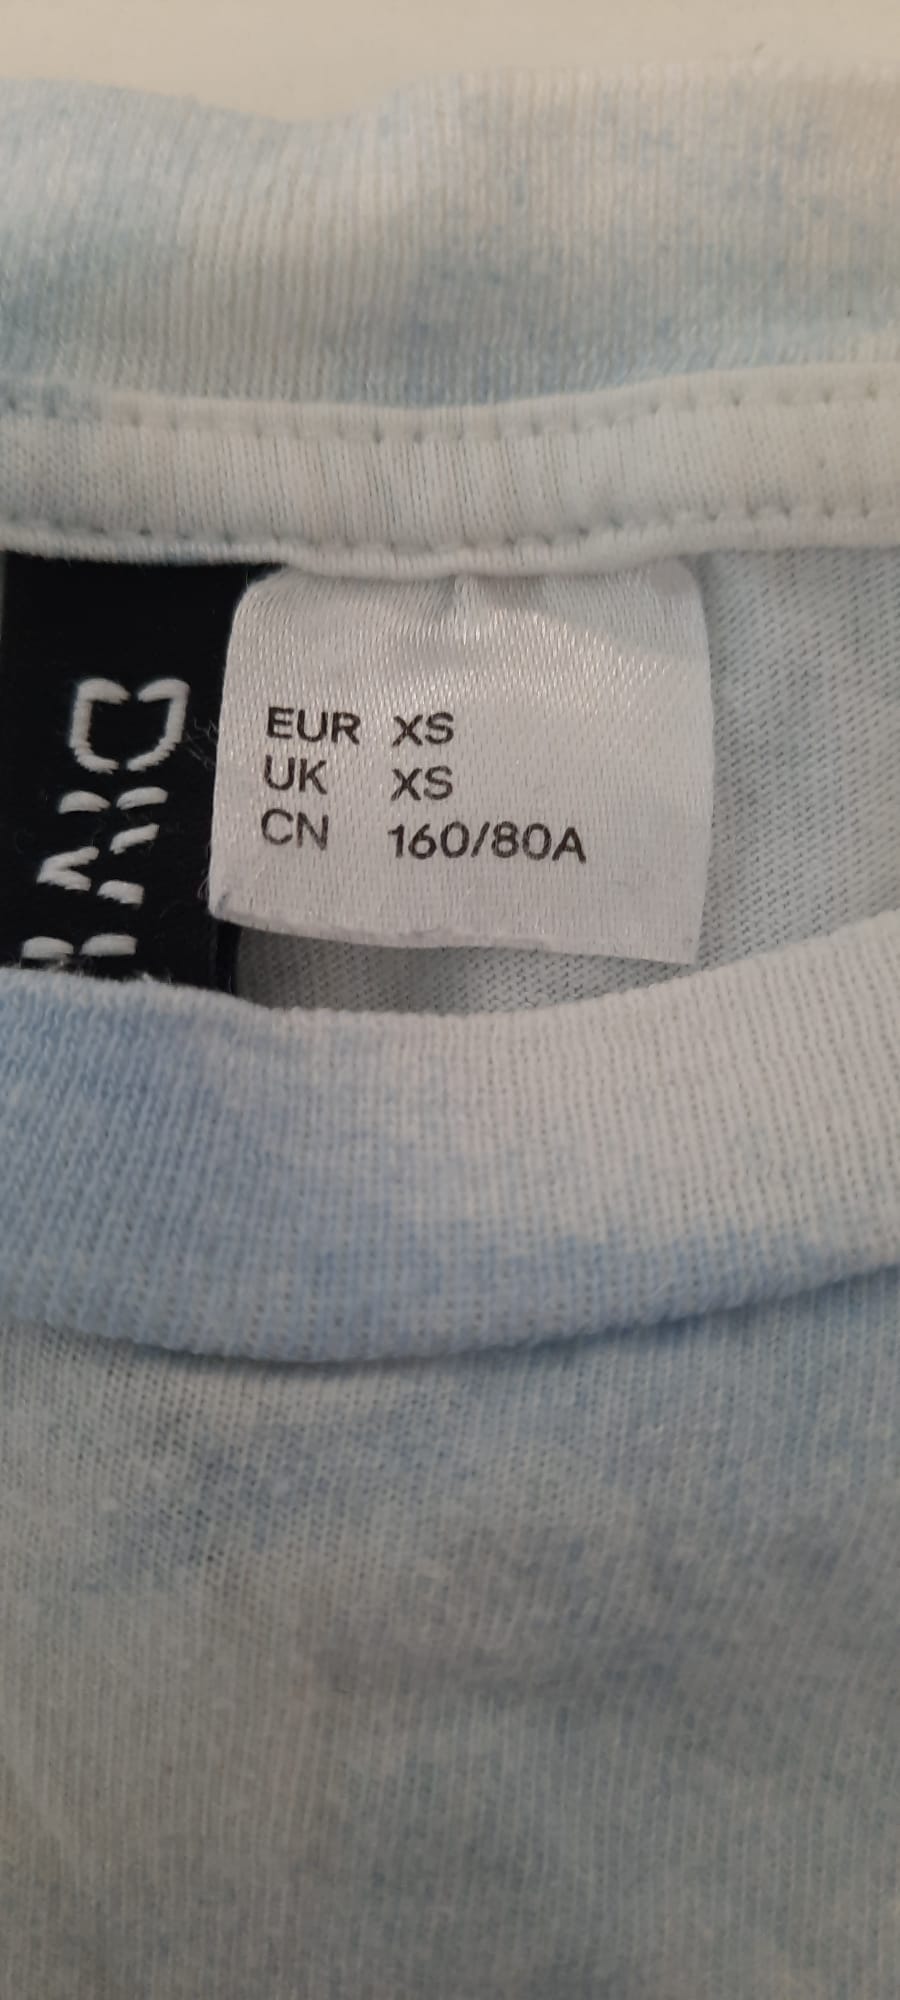 EUR XS
UK XS
CN 160/80A